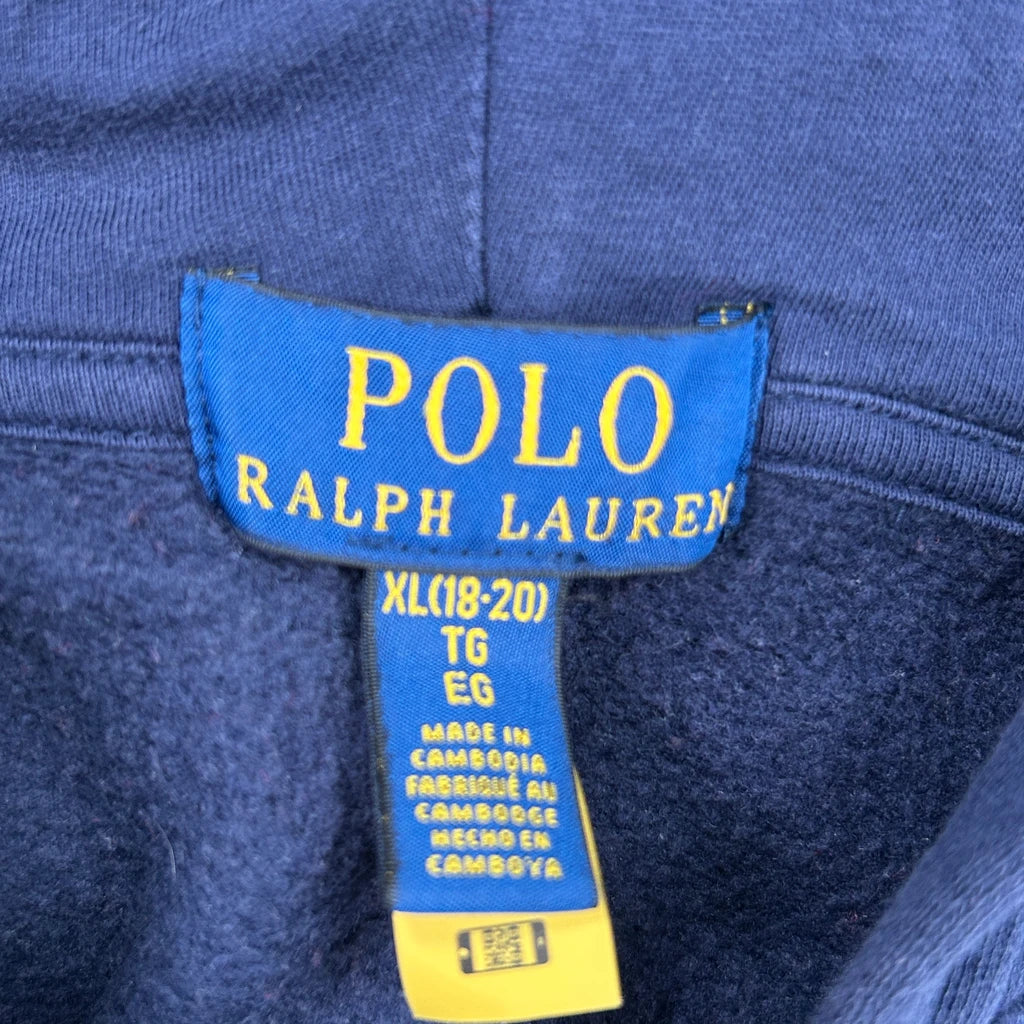 POLO
RALPH LAUREN
XL(18-20)
TG
EG
MADE IN
CAMBODIA
FABRIQUÉ AU
CAMBODGE
HECHO EN
CAMBOYA